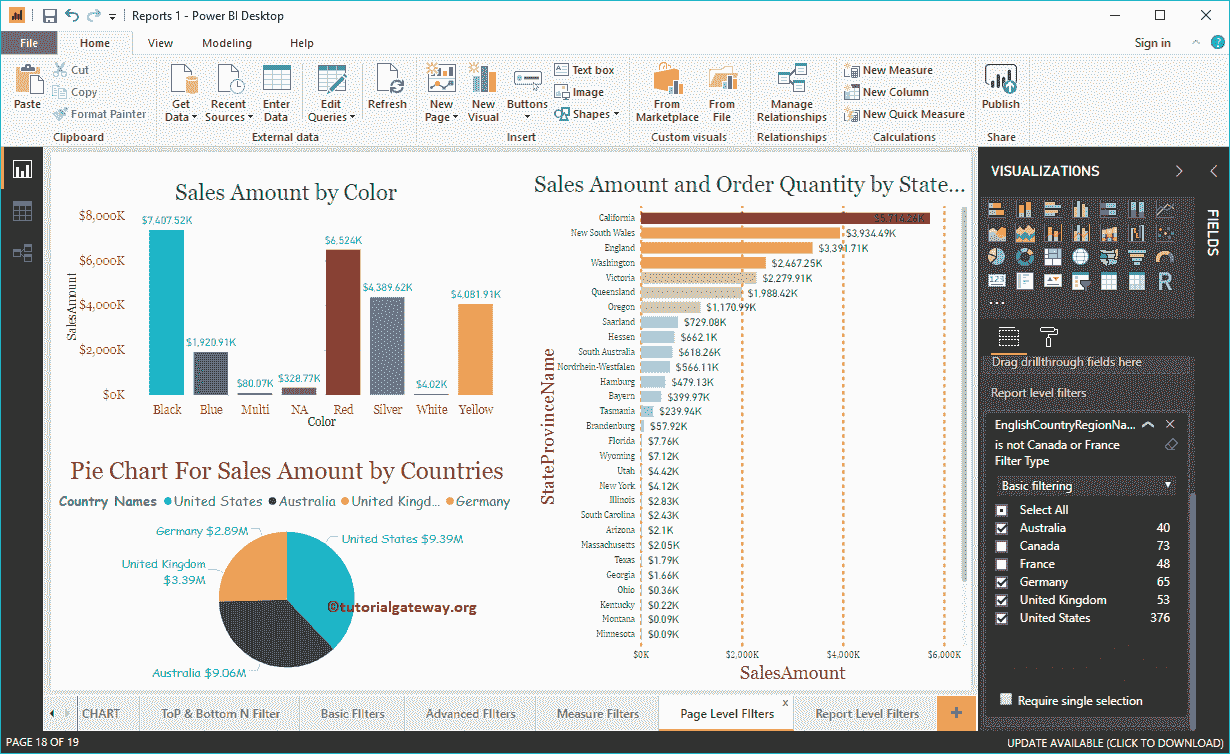 Reports 1 - Power BI Desktop
File Home View Modeling Help Sign in ?
Paste
Cut
Copy
Format Painter
Clipboard
Get Data
Recent Sources
Enter Data
Edit Queries
External data
Refresh
New Page
New Visual
Buttons
Text box
Image
Shapes
Insert
From Marketplace
From File
Custom visuals
Manage Relationships
Relationships
New Measure
New Column
New Quick Measure
Calculations
Publish
Share
Sales Amount by Color
SalesAmount
$8,000K
$6,000K
$4,000K
$2,000K
$0K
$7,407.52K
$1,920.91K
$80.07K
$328.77K
$6,524K
$4,389.62K
$4.02K
$4,081.91K
Black Blue Multi NA Red Silver White Yellow
Color
Pie Chart For Sales Amount by Countries
Country Names United States Australia United Kingd... Germany
Germany $2.89M
United States $9.39M
United Kingdom
$3.39M
Australia $9.06M
©tutorialgateway.org
Sales Amount and Order Quantity by State...
StateProvinceName
California $5,714.26K
New South Wales $3,934.49K
England $3,391.71K
Washington $2,467.25K
Victoria $2,279.91K
Queensland $1,988.42K
Oregon $1,170.99K
Saarland $729.08K
Hessen $662.1K
South Australia $618.26K
Nordrhein-Westfalen $566.11K
Hamburg $479.13K
Bayern $399.97K
Tasmania $239.94K
Brandenburg $57.92K
Florida $7.76K
Wyoming $7.12K
Utah $4.42K
New York $4.12K
Illinois $2.83K
South Carolina $2.43K
Arizona $2.1K
Massachusetts $2.05K
Texas $1.79K
Georgia $1.66K
Ohio $0.36K
Kentucky $0.22K
Montana $0.09K
Minnesota $0.09K
$0K $2,000K $4,000K $6,000K
SalesAmount
VISUALIZATIONS
FIELDS
123
R
...
Drag drillthrough fields here
Report level filters
EnglishCountryRegionNa...
is not Canada or France
Filter Type
Basic filtering
Select All
Australia 40
Canada 73
France 48
Germany 65
United Kingdom 53
United States 376
Require single selection
CHART ToP & Bottom N Filter Basic FIlters Advanced FIlters Measure Filters Page Level FIlters x Report Level Filters +
PAGE 18 OF 19 UPDATE AVAILABLE (CLICK TO DOWNLOAD)